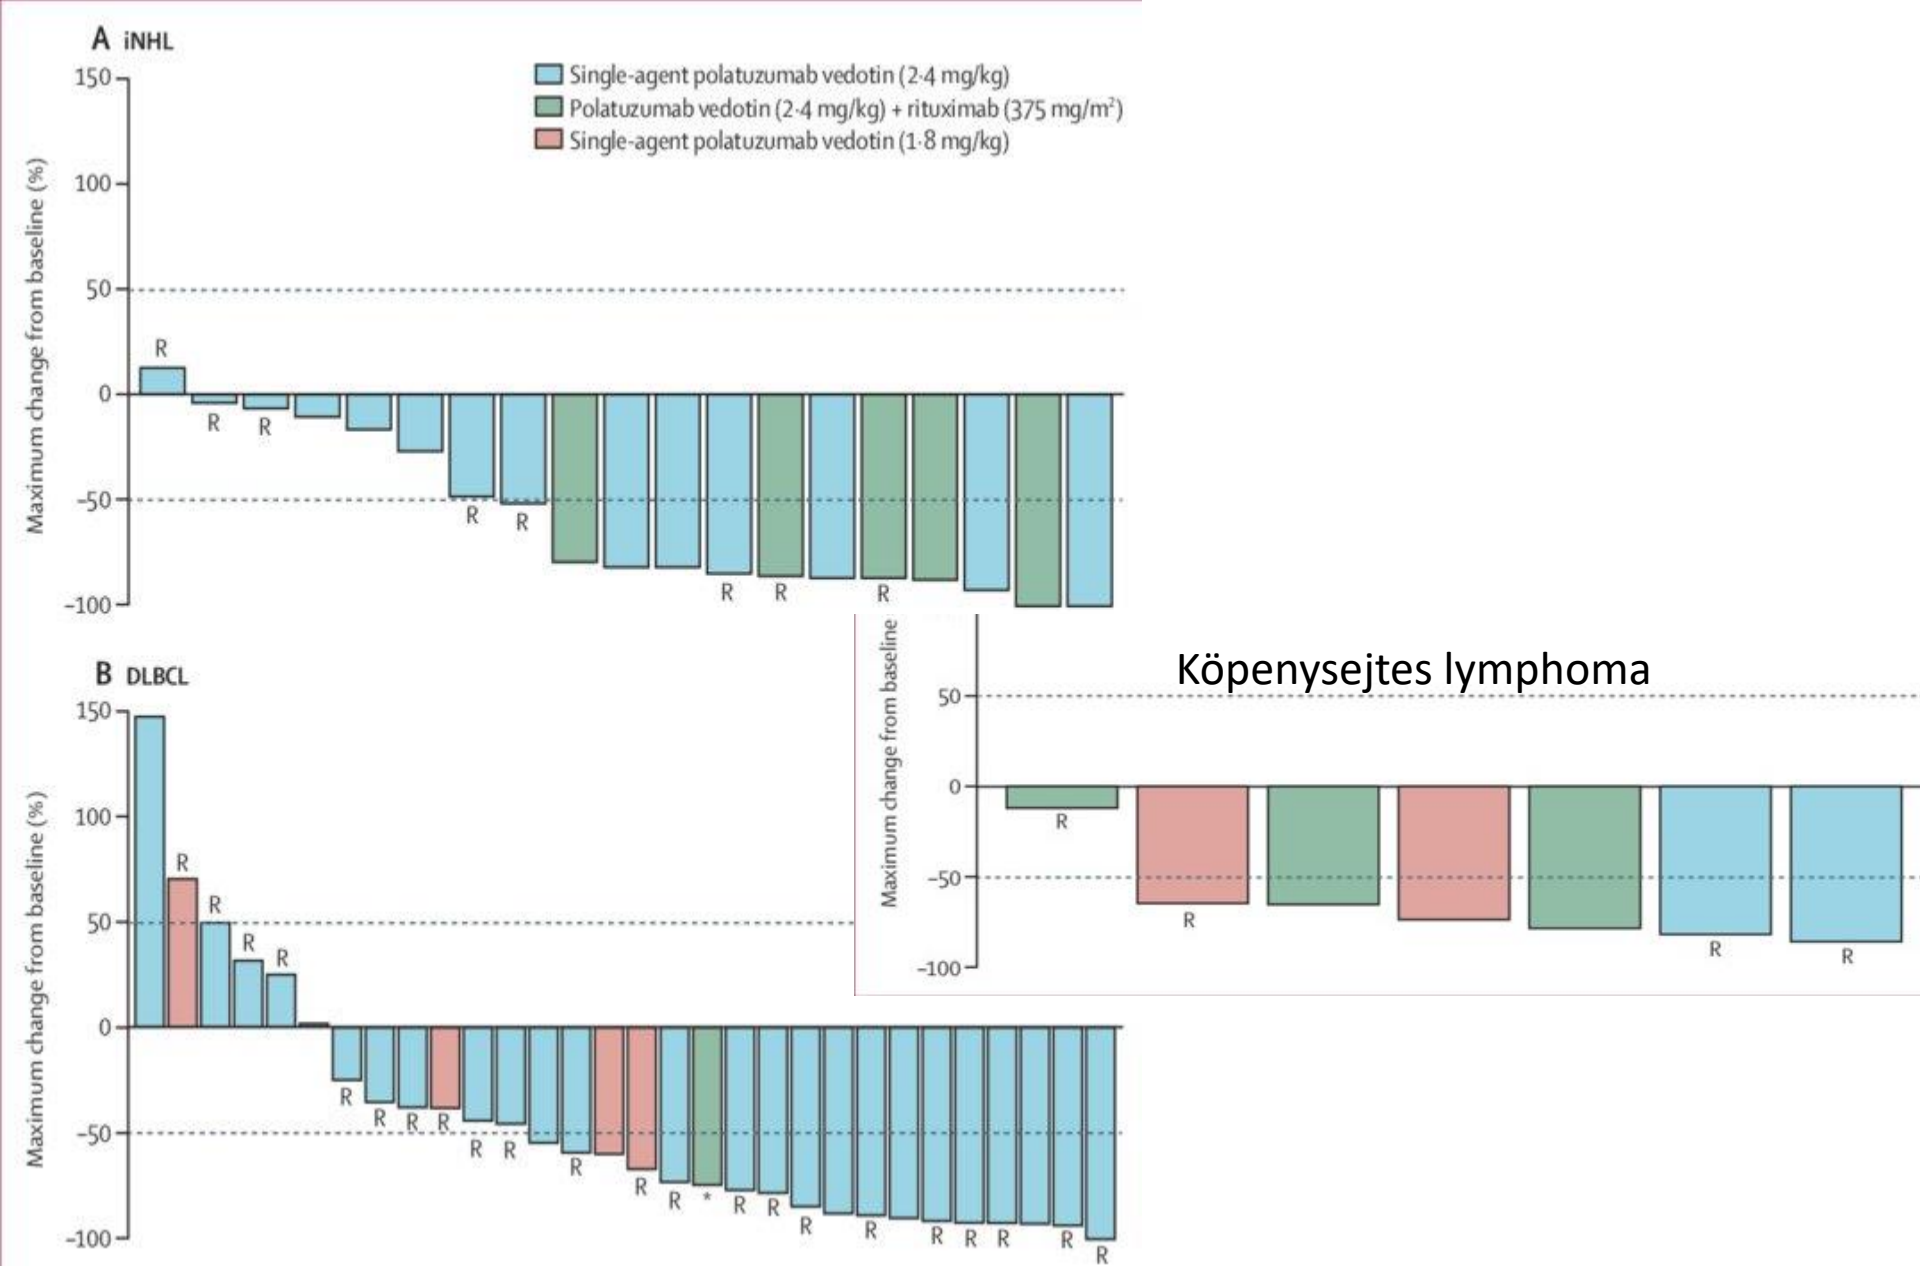 A iNHL
Single-agent polatuzumab vedotin (2·4 mg/kg)
Polatuzumab vedotin (2·4 mg/kg) + rituximab (375 mg/m²)
Single-agent polatuzumab vedotin (1·8 mg/kg)
Maximum change from baseline (%)
150
100
50
0
−50
−100
R
R
R
R
R
R
R
R
B DLBCL
Maximum change from baseline (%)
150
100
50
0
−50
−100
R
R
R
R
R
R
R
R
R
R
R
R
R
*
R
R
R
R
R
R
R
R
R
Köpenysejtes lymphoma
Maximum change from baseline
50
0
−50
−100
R
R
R
R